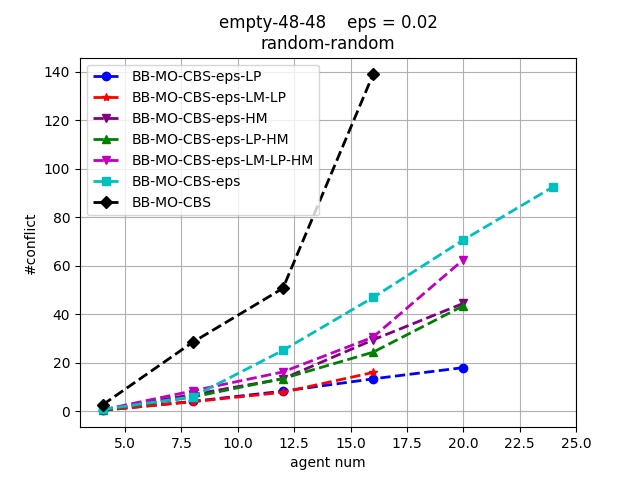 empty-48-48    eps = 0.02
random-random
BB-MO-CBS-eps-LP
BB-MO-CBS-eps-LM-LP
BB-MO-CBS-eps-HM
BB-MO-CBS-eps-LP-HM
BB-MO-CBS-eps-LM-LP-HM
BB-MO-CBS-eps
BB-MO-CBS
#conflict
140
120
100
80
60
40
20
0
5.0 7.5 10.0 12.5 15.0 17.5 20.0 22.5 25.0
agent num